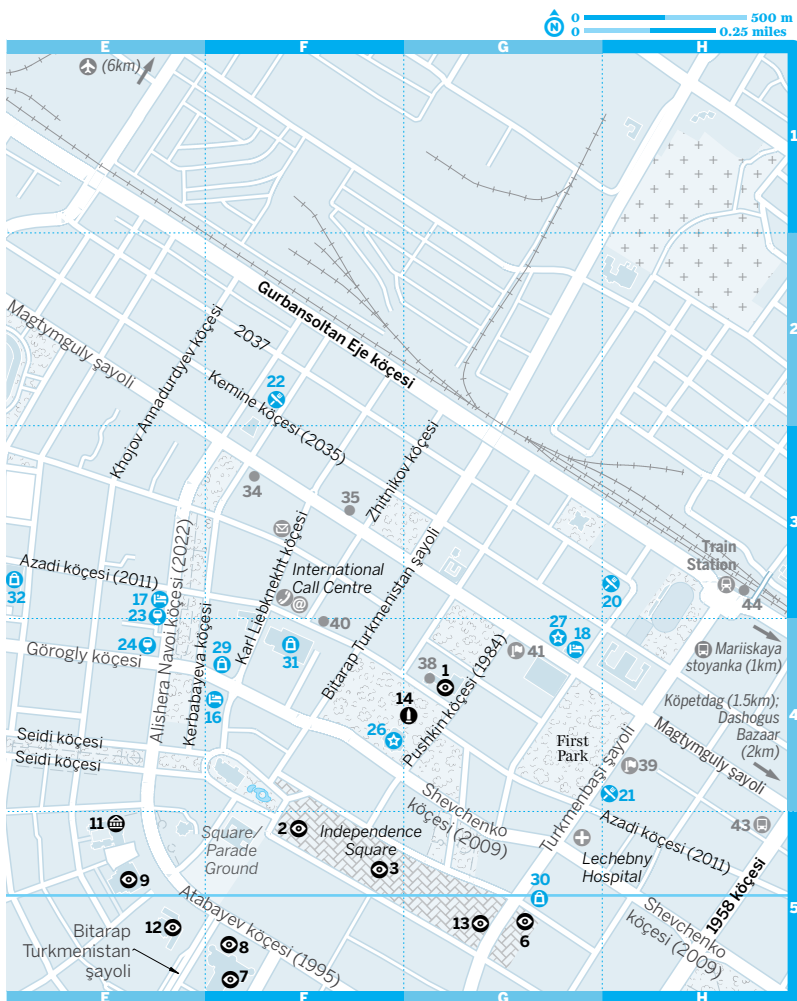 N
0 500 m
0 0.25 miles
E F G H
(6km)
1
2
3
4
5
Gurbansoltan Eje köçesi
Magtymguly şayoli
Khojov Annadurdyev köçesi
2037
22
Kemine köçesi (2035)
34
35
Zhitnikov köçesi
Azadi köçesi (2011)
32
17
23
24
Görogly köçesi
Alishera Navoi köçesi (2022)
Kerbabayeva köçesi
Karl Liebknekht köçesi
International
Call Centre
@
40
29
31
16
Bitarap Turkmenistan şayoli
38
1
14
26
Pushkin köçesi (1984)
41
27
18
20
Train
Station
44
Mariiskaya
stoyanka (1km)
Köpetdag (1.5km);
Dashogus
Bazaar
(2km)
Magtymguly şayoli
First
Park
39
21
Turkmenbaşi şayoli
Seidi köçesi
Seidi köçesi
11
9
12
Square/
Parade
Ground
2
Independence
Square
3
Shevchenko
köçesi (2009)
Azadi köçesi (2011)
43
Lechebny
Hospital
30
13
6
Shevchenko
köçesi (2009)
1958 köçesi
Atabayev köçesi (1995)
8
7
Bitarap
Turkmenistan
şayoli
E F G H